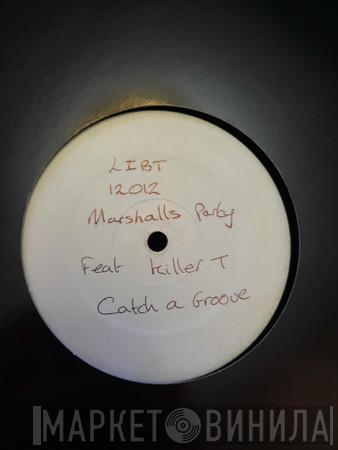 LIBT
12012
Marshalls Party
Feat Killer T
Catch a Groove
МАРКЕТ ВИНИЛА